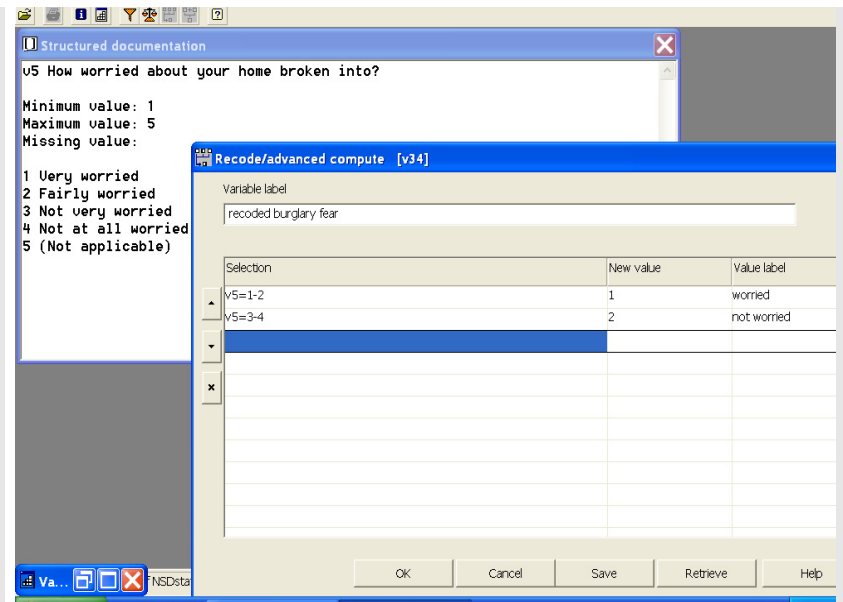 Structured documentation
v5 How worried about your home broken into?
Minimum value: 1
Maximum value: 5
Missing value:
1 Very worried
2 Fairly worried
3 Not very worried
4 Not at all worried
5 (Not applicable)
Recode/advanced compute [v34]
Variable label
recoded burglary fear
Selection New value Value label
v5=1-2 1 worried
v5=3-4 2 not worried
OK Cancel Save Retrieve Help
Va... NSDsta